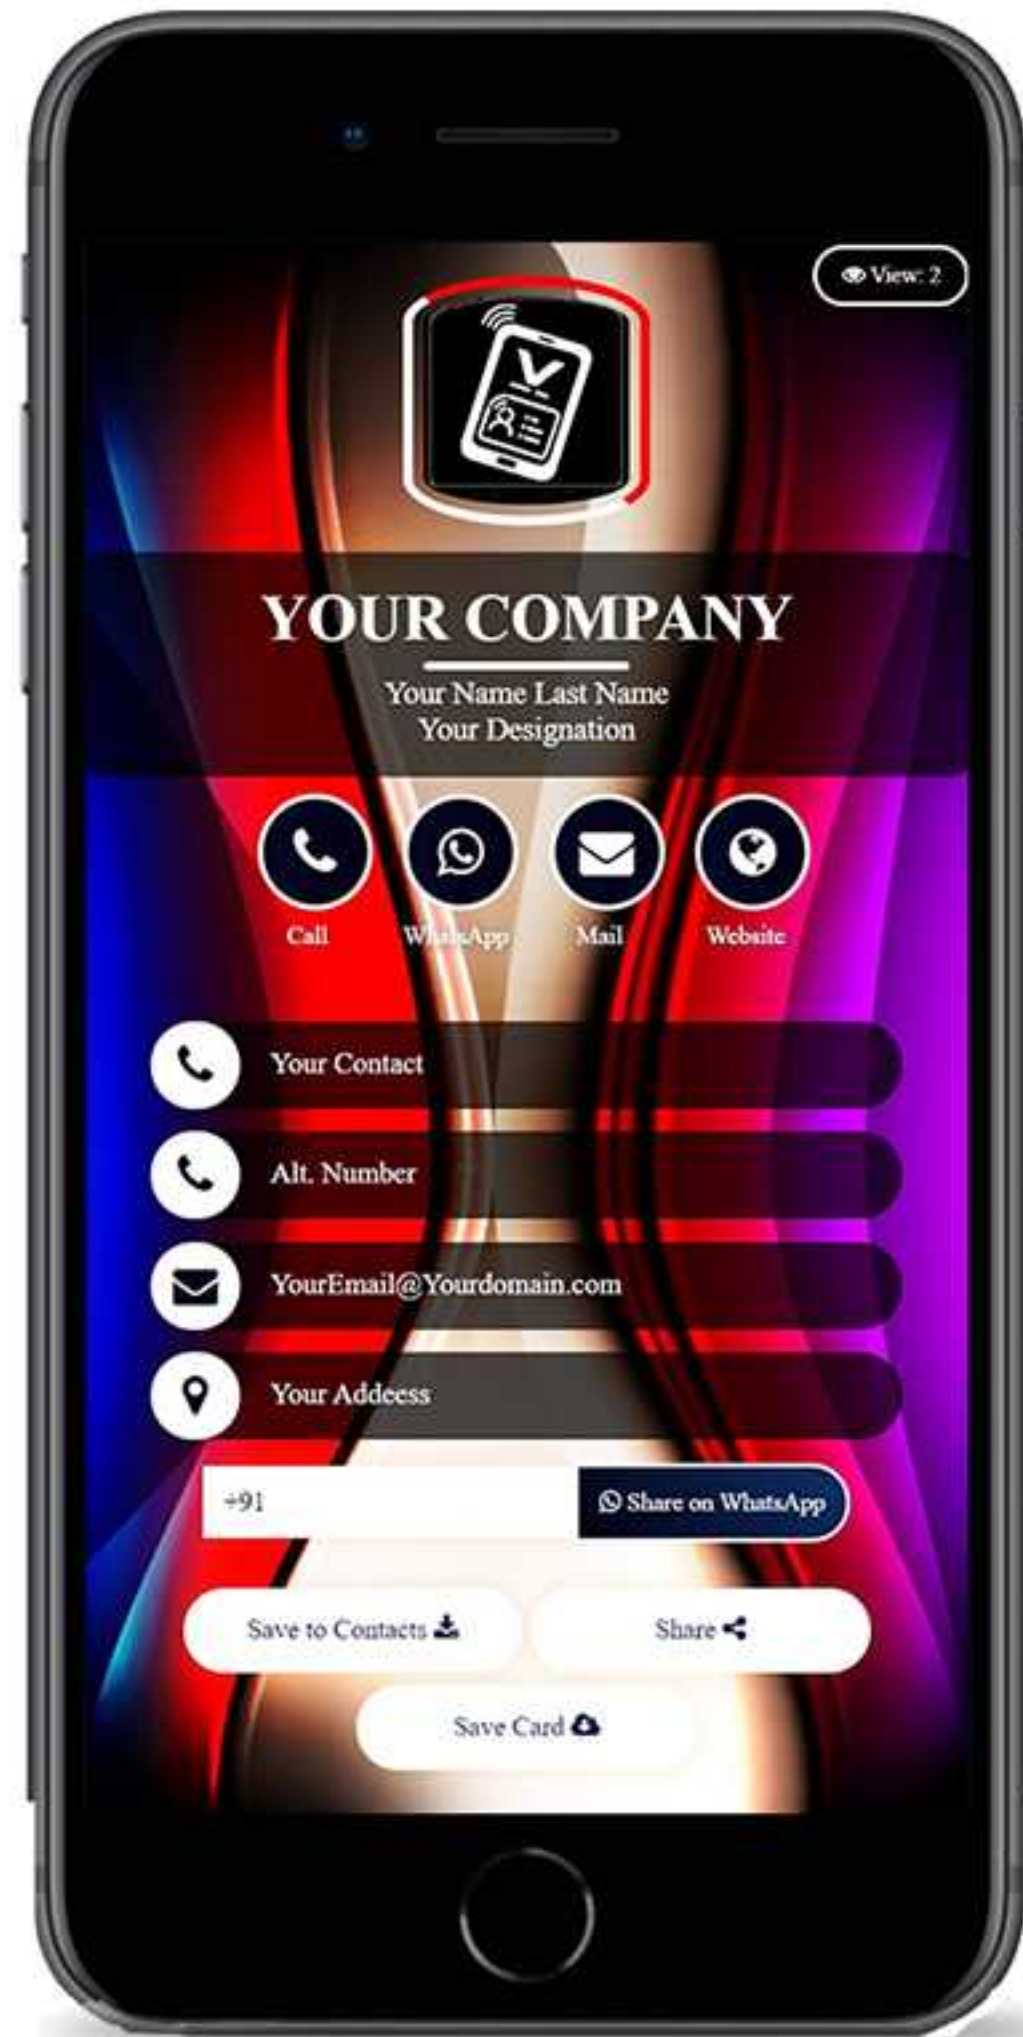 View: 2
YOUR COMPANY
Your Name Last Name
Your Designation
Call WhatsApp Mail Website
Your Contact
Alt. Number
YourEmail@Yourdomain.com
Your Addeess
+91 Share on WhatsApp
Save to Contacts Share
Save Card